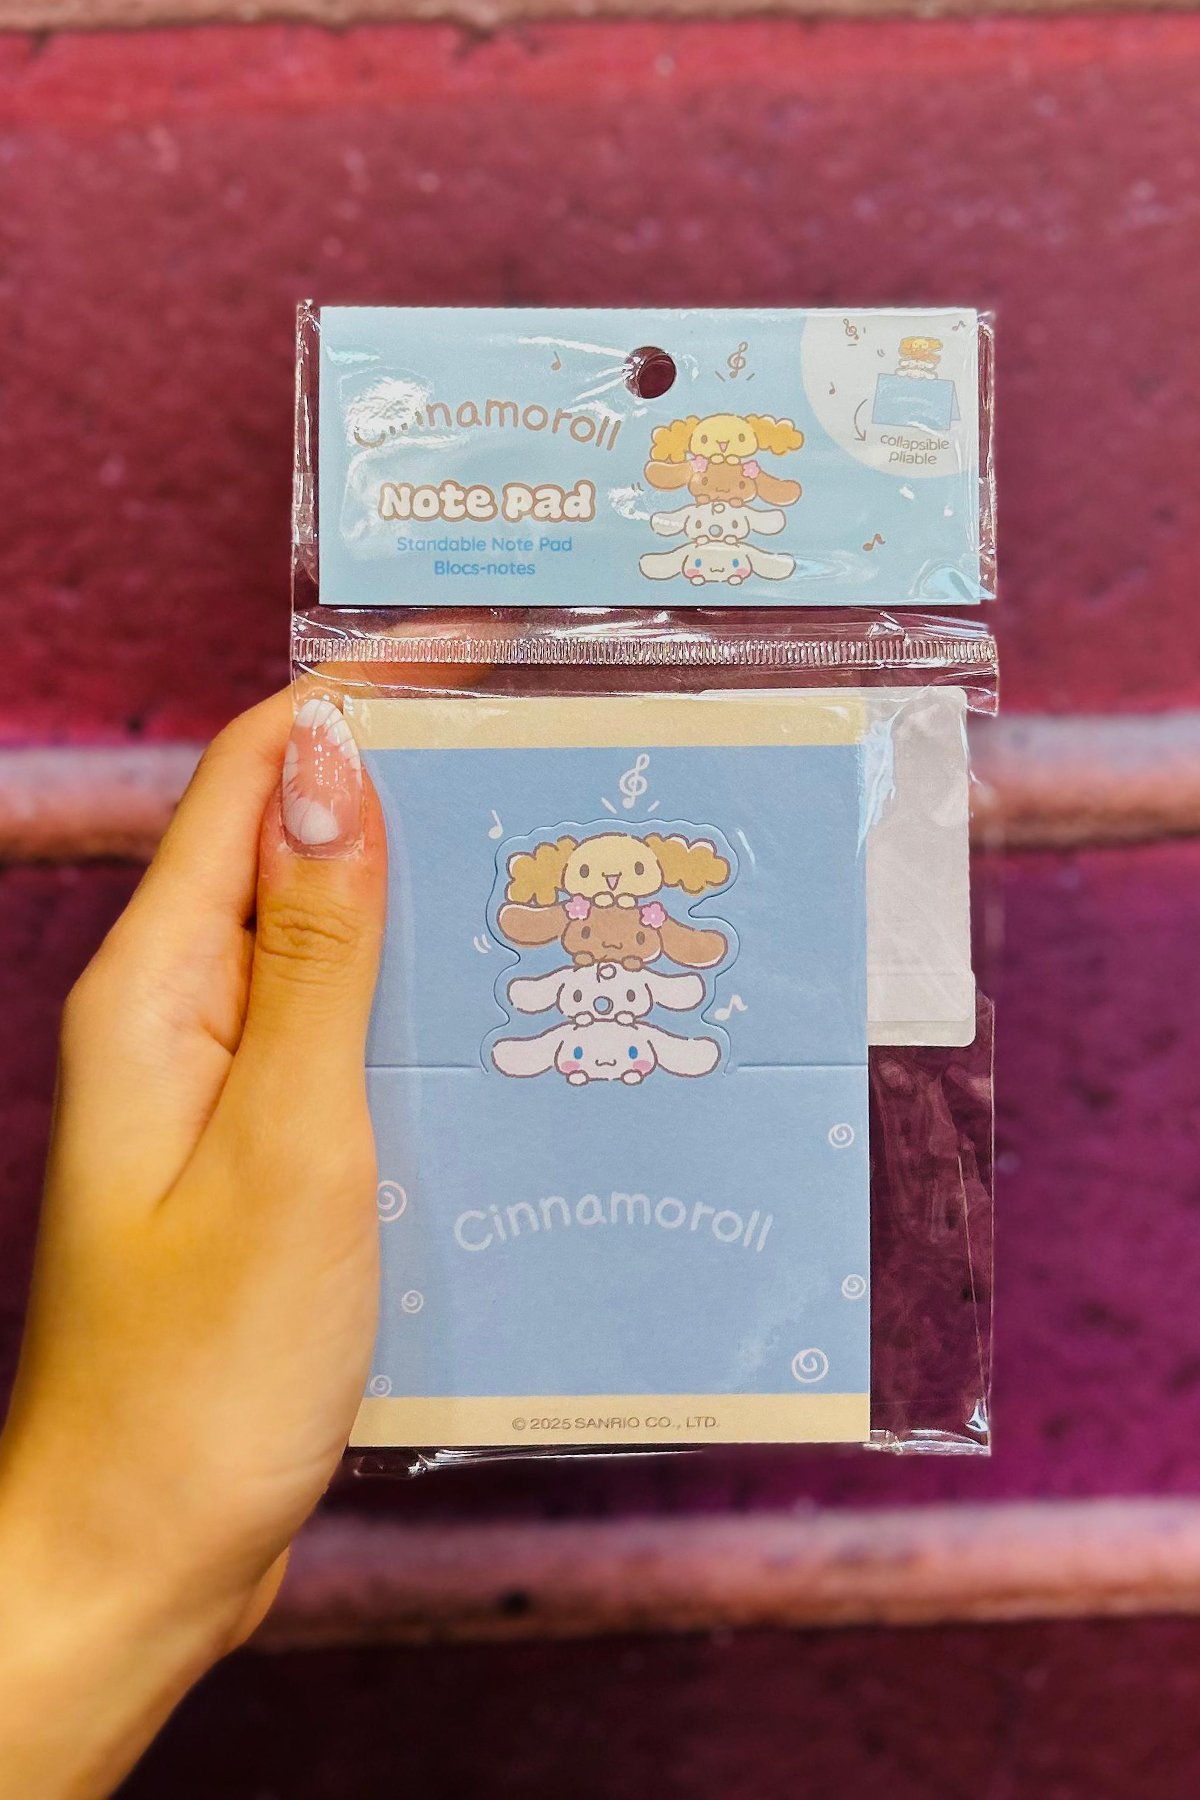 Cinnamoroll
Note Pad
Standable Note Pad
Blocs-notes
collapsible
pliable
Cinnamoroll
© 2025 SANRIO CO., LTD.